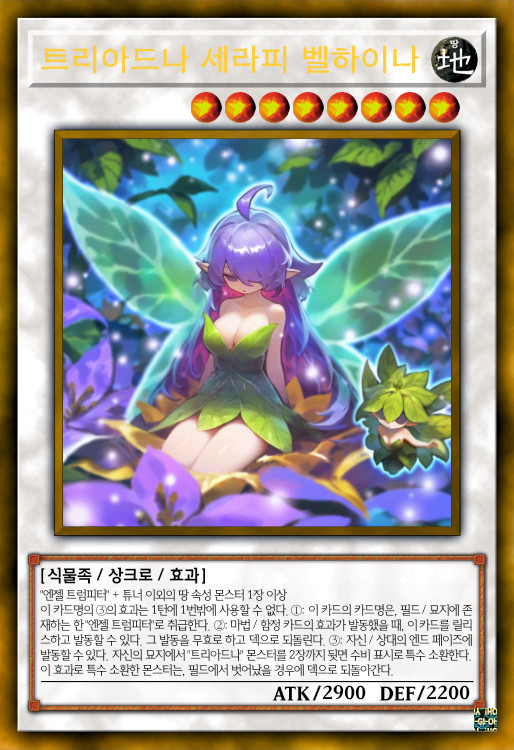 트리아드나 세라피 벨하이나
땅
地
[식물족 / 싱크로 / 효과]
"엔젤 트럼피터" + 튜너 이외의 땅 속성 몬스터 1장 이상
이 카드명의 ③의 효과는 1턴에 1번밖에 사용할 수 없다. ①: 이 카드의 카드명은, 필드 / 묘지에 존
재하는 한 "엔젤 트럼피터"로 취급한다. ②: 마법 / 함정 카드의 효과가 발동했을 때, 이 카드를 릴리
스하고 발동할 수 있다. 그 발동을 무효로 하고 덱으로 되돌린다. ③: 자신 / 상대의 엔드 페이즈에
발동할 수 있다. 자신의 묘지에서 "트리아드나" 몬스터를 2장까지 뒷면 수비 표시로 특수 소환한다.
이 효과로 특수 소환한 몬스터는, 필드에서 벗어났을 경우에 덱으로 되돌아간다.
ATK/2900 DEF/2200